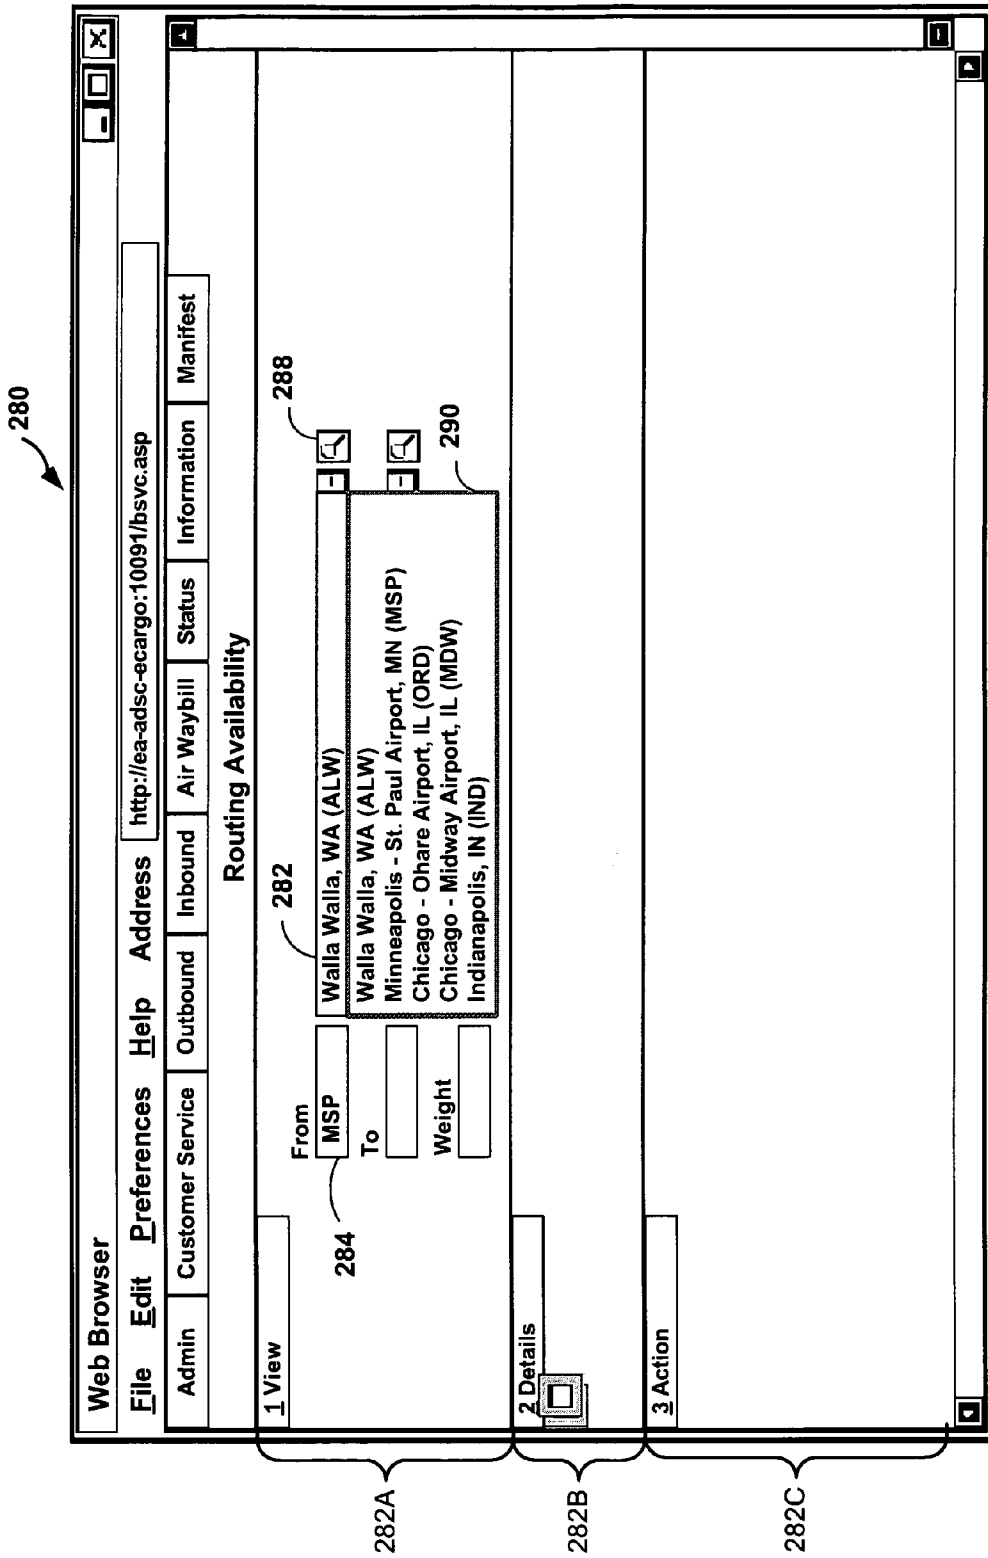 280
Web Browser
File Edit Preferences Help Address http://ea-adsc-ecargo:10091/bsvc.asp
Admin Customer Service Outbound Inbound Air Waybill Status Information Manifest
Routing Availability
1 View
282A
From
284
MSP
282
Walla Walla, WA (ALW)
288
Walla Walla, WA (ALW)
Minneapolis - St. Paul Airport, MN (MSP)
Chicago - Ohare Airport, IL (ORD)
Chicago - Midway Airport, IL (MDW)
Indianapolis, IN (IND)
290
To
Weight
2 Details
282B
3 Action
282C